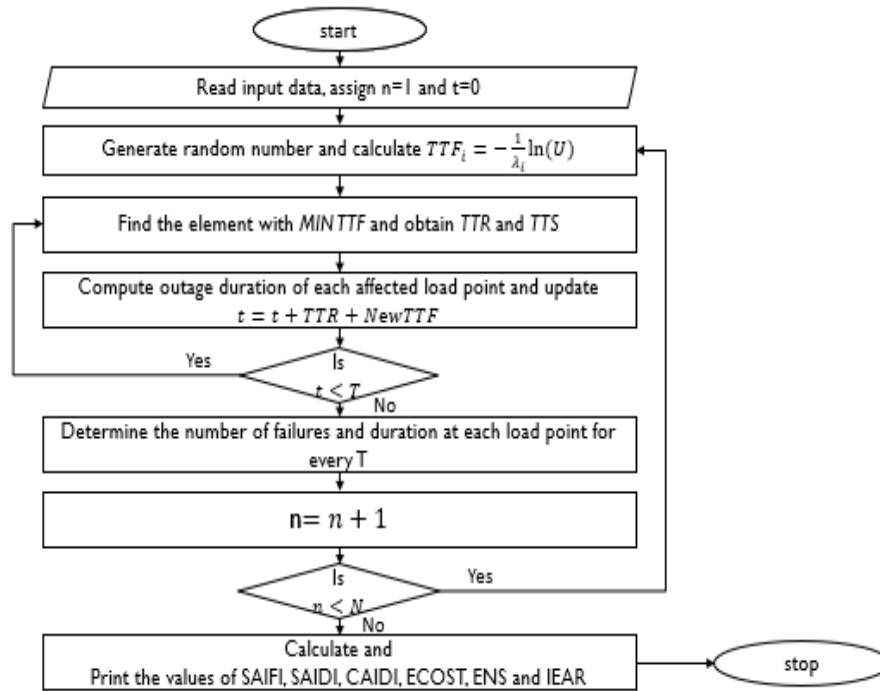 start
Read input data, assign n=1 and t=0
Generate random number and calculate TTF_i = -\frac{1}{λ_i} ln(U)
Find the element with MIN TTF and obtain TTR and TTS
Compute outage duration of each affected load point and update
t = t + TTR + NewTTF
Yes
Is
t < T
No
Determine the number of failures and duration at each load point for
every T
n= n + 1
Is
n < N
Yes
No
Calculate and
Print the values of SAIFI, SAIDI, CAIDI, ECOST, ENS and IEAR
stop